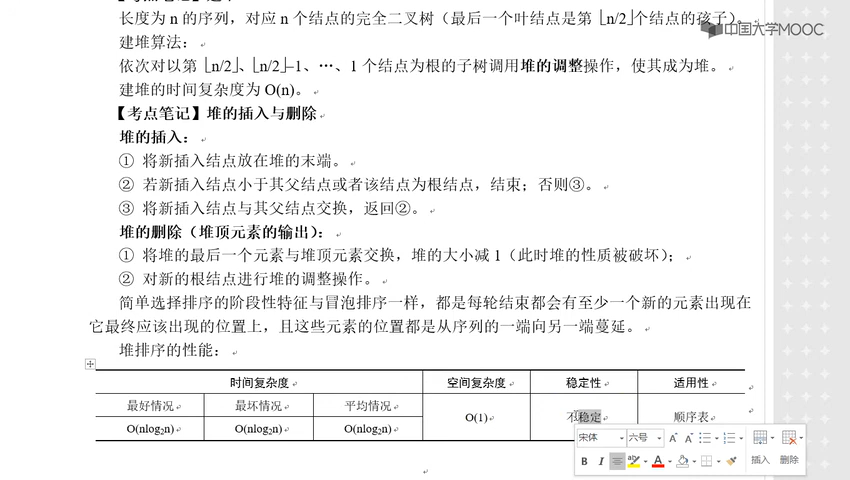 中国大学MOOC
长度为 n 的序列，对应 n 个结点的完全二叉树（最后一个叶结点是第⌊n/2⌋个结点的孩子）。
建堆算法：
依次对以第⌊n/2⌋、⌊n/2⌋-1、…、1 个结点为根的子树调用堆的调整操作，使其成为堆。
建堆的时间复杂度为 O(n)。
【考点笔记】堆的插入与删除
堆的插入：
① 将新插入结点放在堆的末端。
② 若新插入结点小于其父结点或者该结点为根结点，结束；否则③。
③ 将新插入结点与其父结点交换，返回②。
堆的删除（堆顶元素的输出）：
① 将堆的最后一个元素与堆顶元素交换，堆的大小减 1（此时堆的性质被破坏）；
② 对新的根结点进行堆的调整操作。
简单选择排序的阶段性特征与冒泡排序一样，都是每轮结束都会有至少一个新的元素出现在
它最终应该出现的位置上，且这些元素的位置都是从序列的一端向另一端蔓延。
堆排序的性能：
时间复杂度 空间复杂度 稳定性 适用性
最好情况 最坏情况 平均情况
O(1) 不稳定 顺序表
O(nlog₂n) O(nlog₂n) O(nlog₂n)
宋体 六号 A A
B I ab A 插入 删除